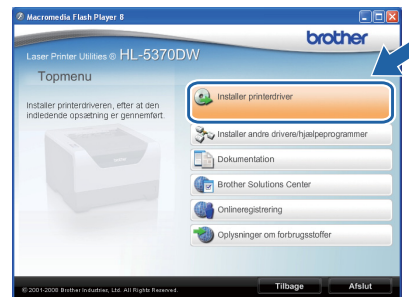 Macromedia Flash Player 8
brother
Laser Printer Utilities ® HL-5370DW
Topmenu
Installer printerdriveren, efter at den
indledende opsætning er gennemført.
Installer printerdriver
Installer andre drivere/hjælpeprogrammer
Dokumentation
Brother Solutions Center
Onlineregistrering
Oplysninger om forbrugsstoffer
© 2001-2008 Brother Industries, Ltd. All Rights Reserved.
Tilbage
Afslut